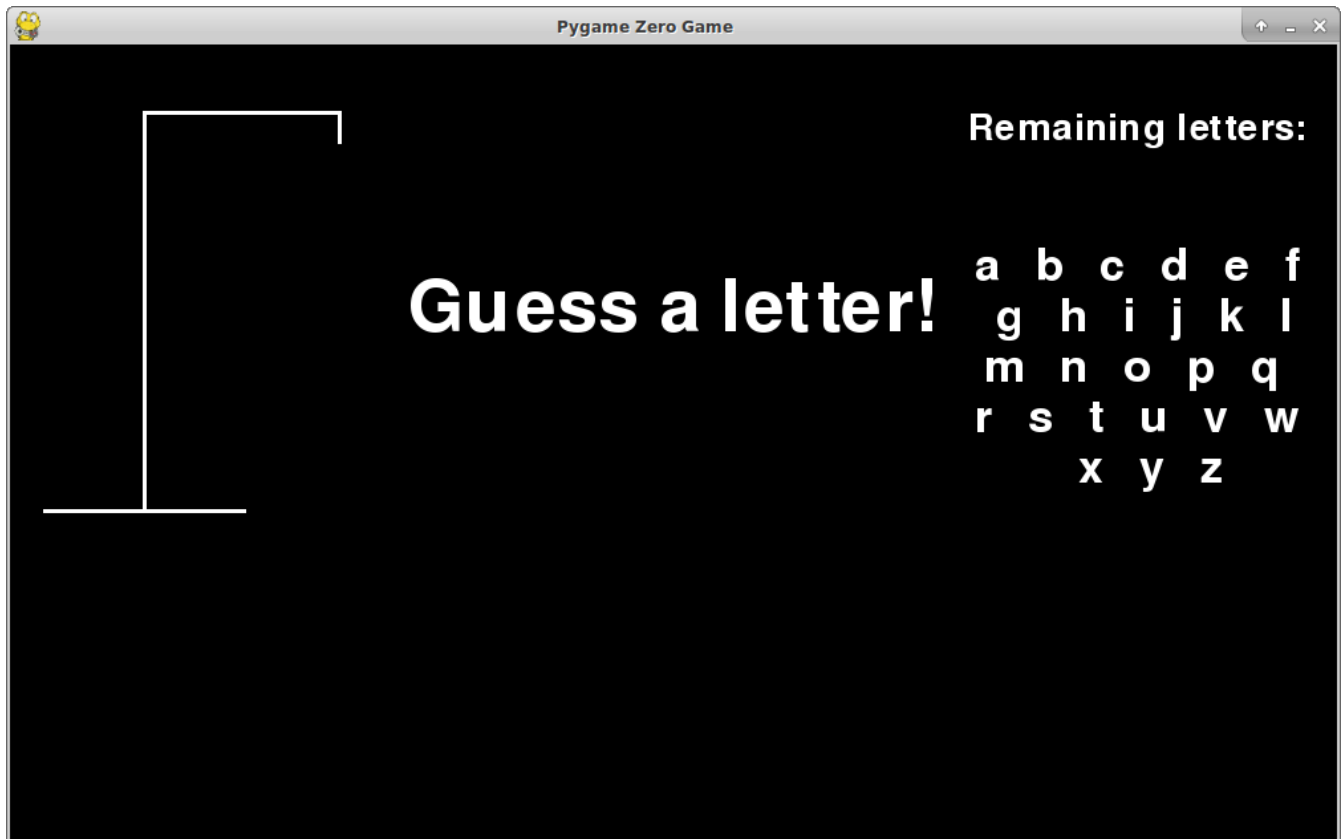 Pygame Zero Game
Remaining letters:
Guess a letter!
a b c d e f
g h i j k l
m n o p q
r s t u v w
x y z